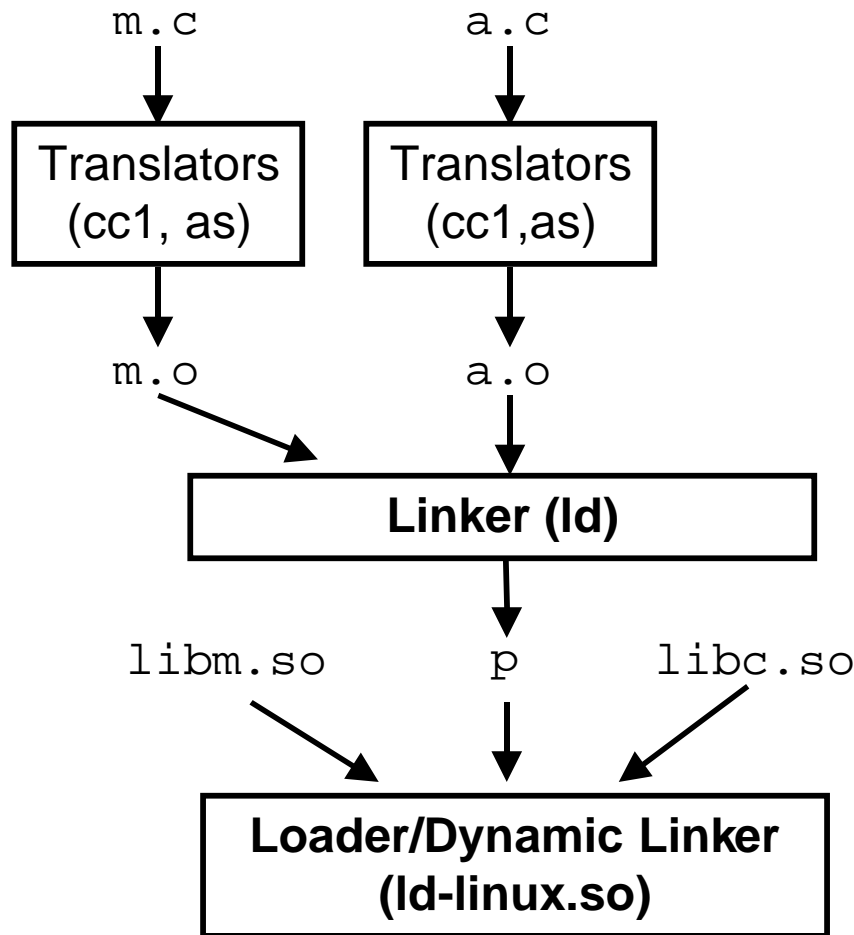 m.c
a.c
Translators
(cc1, as)
Translators
(cc1,as)
m.o
a.o
Linker (ld)
libm.so
p
libc.so
Loader/Dynamic Linker
(ld-linux.so)